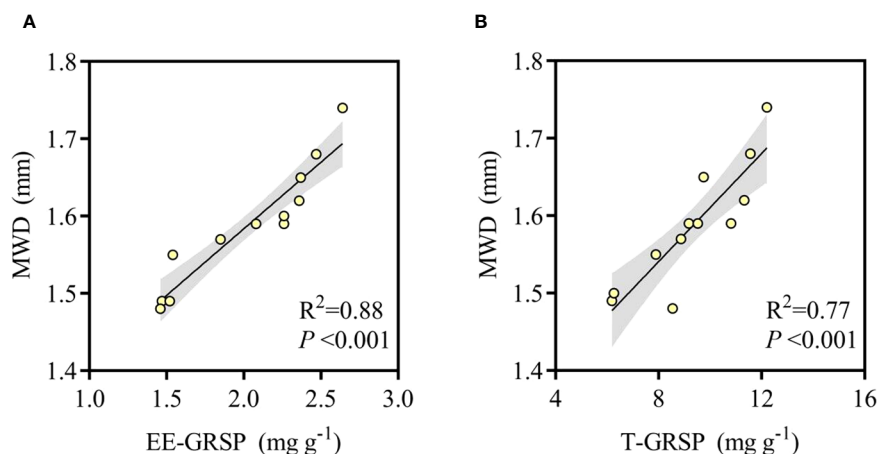 A
1.8
1.7
1.6
1.5
1.4
MWD (mm)
1.0 1.5 2.0 2.5 3.0
EE-GRSP (mg g⁻¹)
R²=0.88
P <0.001
B
1.8
1.7
1.6
1.5
1.4
MWD (mm)
4 8 12 16
T-GRSP (mg g⁻¹)
R²=0.77
P <0.001